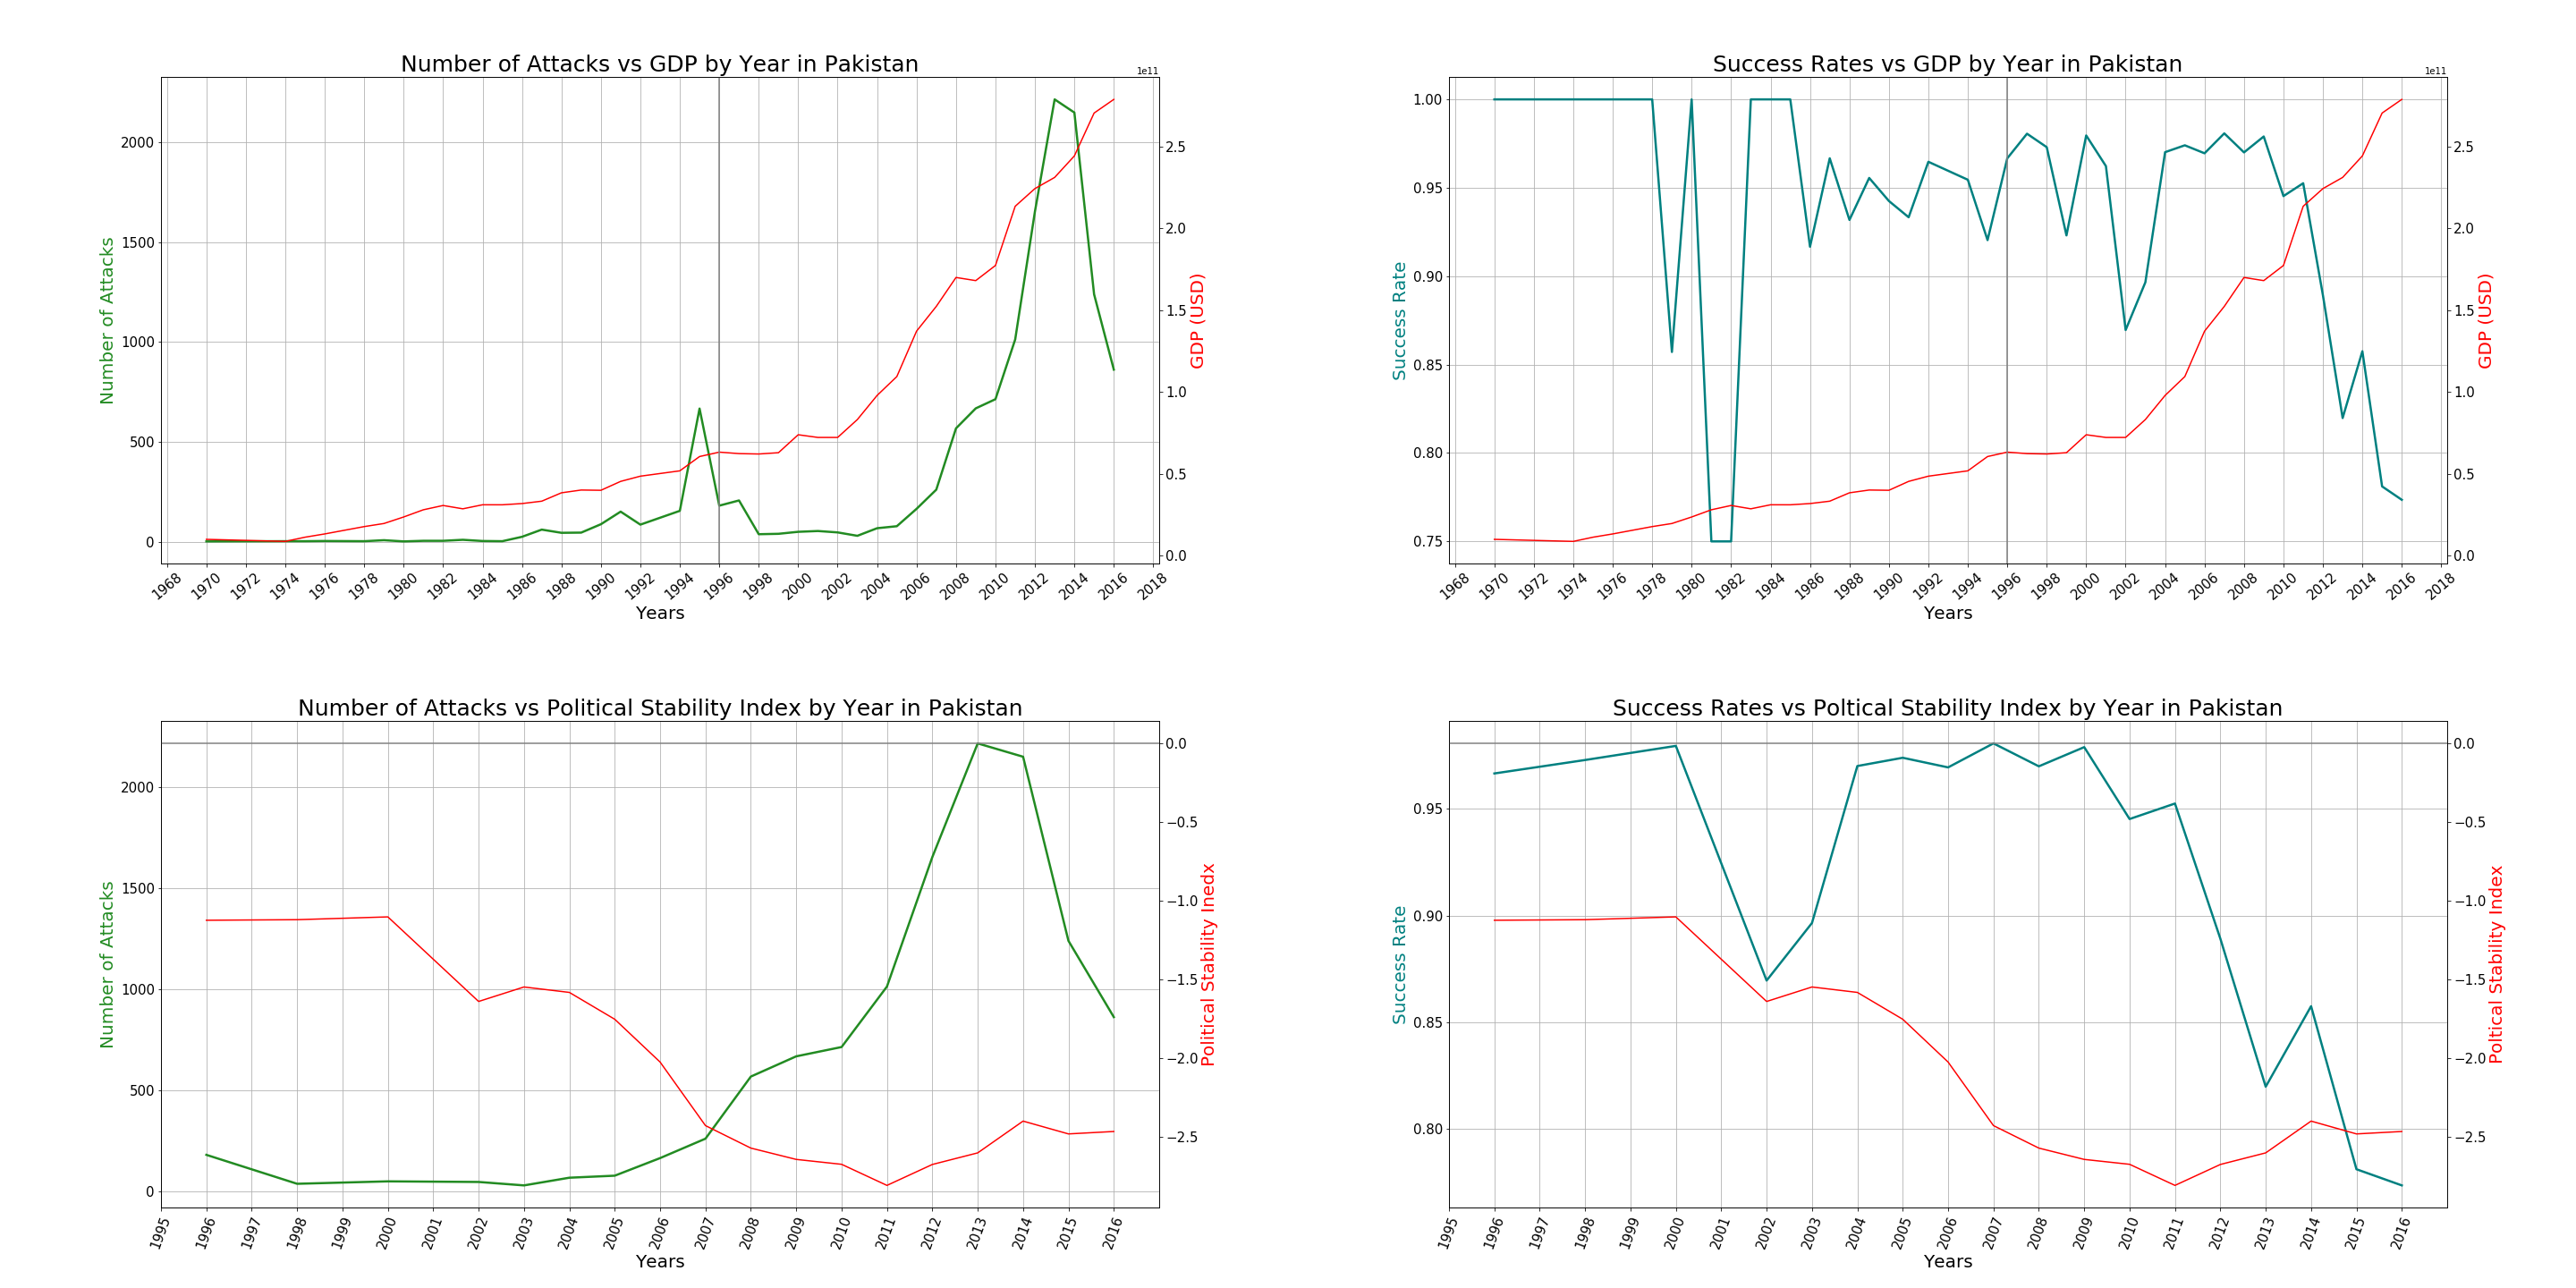 Number of Attacks vs GDP by Year in Pakistan
1e11
Number of Attacks
2000
1500
1000
500
0
2.5
2.0
1.5
1.0
0.5
0.0
GDP (USD)
1968 1970 1972 1974 1976 1978 1980 1982 1984 1986 1988 1990 1992 1994 1996 1998 2000 2002 2004 2006 2008 2010 2012 2014 2016 2018
Years
Success Rates vs GDP by Year in Pakistan
1e11
Success Rate
1.00
0.95
0.90
0.85
0.80
0.75
2.5
2.0
1.5
1.0
0.5
0.0
GDP (USD)
1968 1970 1972 1974 1976 1978 1980 1982 1984 1986 1988 1990 1992 1994 1996 1998 2000 2002 2004 2006 2008 2010 2012 2014 2016 2018
Years
Number of Attacks vs Political Stability Index by Year in Pakistan
Number of Attacks
2000
1500
1000
500
0
0.0
−0.5
−1.0
−1.5
−2.0
−2.5
Political Stability Inedx
1995 1996 1997 1998 1999 2000 2001 2002 2003 2004 2005 2006 2007 2008 2009 2010 2011 2012 2013 2014 2015 2016
Years
Success Rates vs Poltical Stability Index by Year in Pakistan
Success Rate
0.95
0.90
0.85
0.80
0.0
−0.5
−1.0
−1.5
−2.0
−2.5
Poltical Stability Index
1995 1996 1997 1998 1999 2000 2001 2002 2003 2004 2005 2006 2007 2008 2009 2010 2011 2012 2013 2014 2015 2016
Years